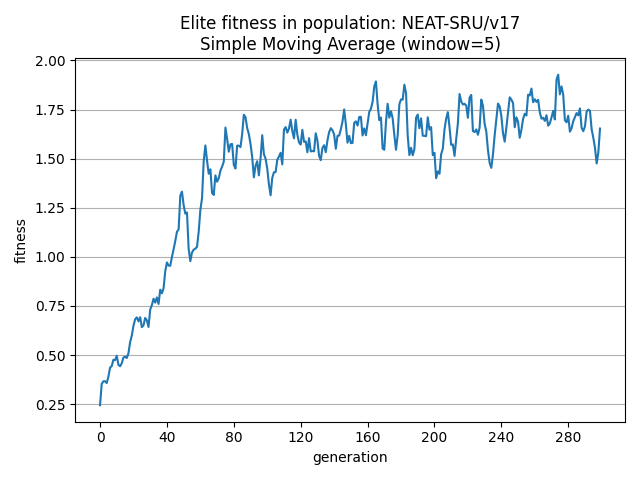 Elite fitness in population: NEAT-SRU/v17
Simple Moving Average (window=5)
2.00
1.75
1.50
1.25
1.00
0.75
0.50
0.25
fitness
0 40 80 120 160 200 240 280
generation